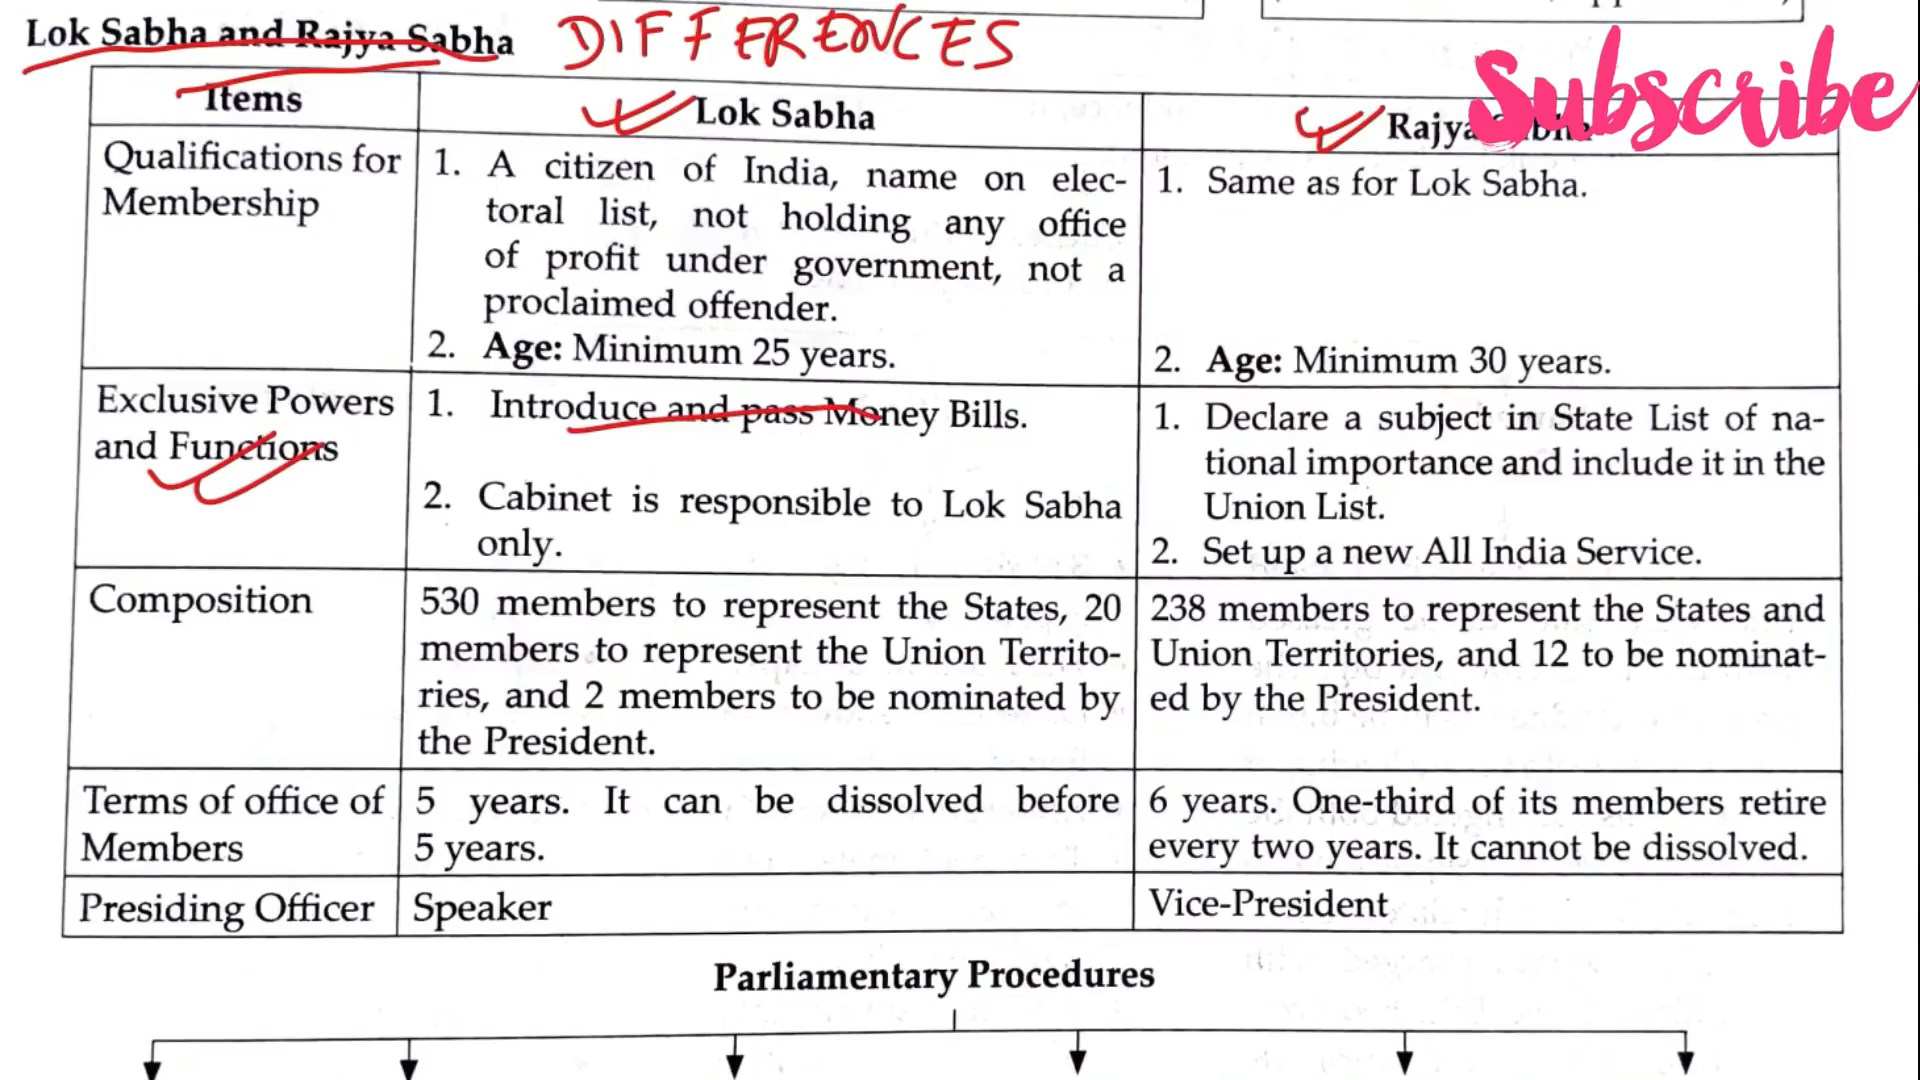 Lok Sabha and Rajya Sabha DIFFERENCES
Subscribe
Items
Lok Sabha
Rajya
Qualifications for
Membership
1. A citizen of India, name on elec-
toral list, not holding any office
of profit under government, not a
proclaimed offender.
2. Age: Minimum 25 years.
1. Same as for Lok Sabha.
2. Age: Minimum 30 years.
Exclusive Powers
and Functions
1. Introduce and pass Money Bills.
2. Cabinet is responsible to Lok Sabha
only.
1. Declare a subject in State List of na-
tional importance and include it in the
Union List.
2. Set up a new All India Service.
Composition
530 members to represent the States, 20
members to represent the Union Territo-
ries, and 2 members to be nominated by
the President.
238 members to represent the States and
Union Territories, and 12 to be nominat-
ed by the President.
Terms of office of
Members
5 years. It can be dissolved before
5 years.
6 years. One-third of its members retire
every two years. It cannot be dissolved.
Presiding Officer
Speaker
Vice-President
Parliamentary Procedures